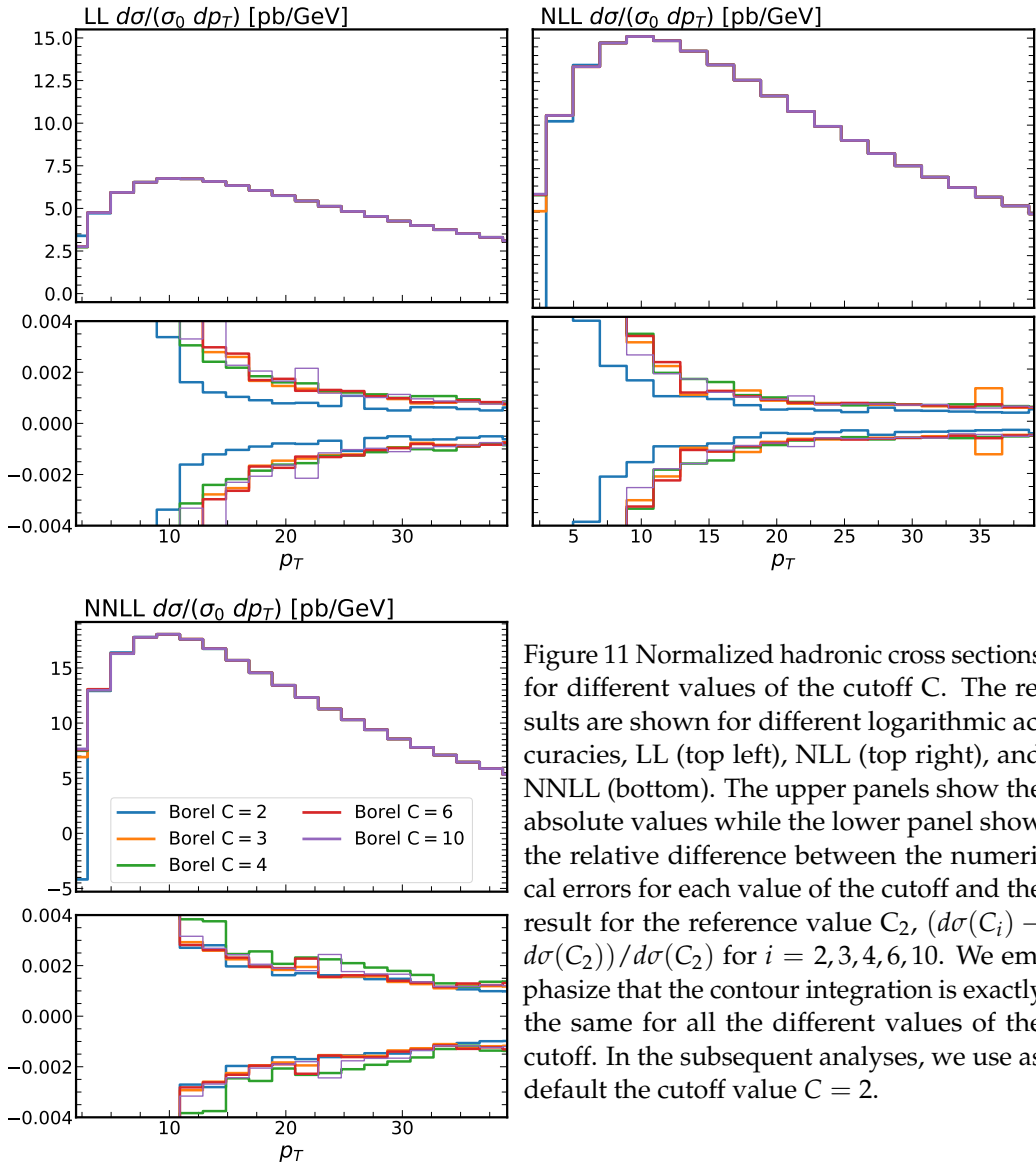 LL dσ/(σ₀ dp_T) [pb/GeV]
NLL dσ/(σ₀ dp_T) [pb/GeV]
15.0
12.5
10.0
7.5
5.0
2.5
0.0
0.004
0.002
0.000
−0.002
−0.004
10 20 30
p_T
5 10 15 20 25 30 35
p_T
NNLL dσ/(σ₀ dp_T) [pb/GeV]
15
10
5
0
−5
Borel C = 2
Borel C = 3
Borel C = 4
Borel C = 6
Borel C = 10
0.004
0.002
0.000
−0.002
−0.004
10 20 30
p_T
Figure 11 Normalized hadronic cross sections
for different values of the cutoff C. The re
sults are shown for different logarithmic ac
curacies, LL (top left), NLL (top right), and
NNLL (bottom). The upper panels show the
absolute values while the lower panel show
the relative difference between the numeri
cal errors for each value of the cutoff and the
result for the reference value C₂, (dσ(Cᵢ) −
dσ(C₂))/dσ(C₂) for i = 2, 3, 4, 6, 10. We em
phasize that the contour integration is exactly
the same for all the different values of the
cutoff. In the subsequent analyses, we use as
default the cutoff value C = 2.